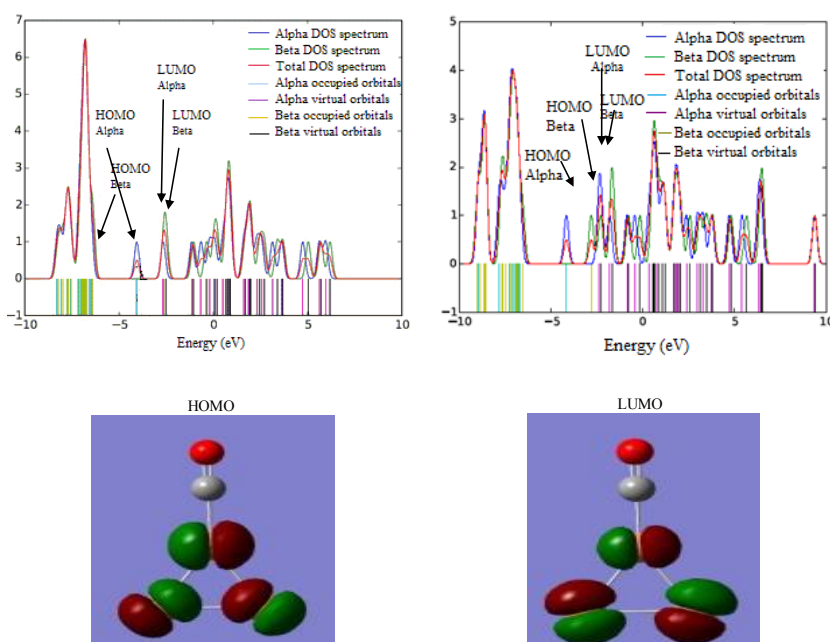 7
6
5
4
3
2
1
0
−1
−10
−5
0
5
10
Energy (eV)
Alpha DOS spectrum
Beta DOS spectrum
Total DOS spectrum
Alpha occupied orbitals
Alpha virtual orbitals
Beta occupied orbitals
Beta virtual orbitals
LUMO
Alpha
LUMO
Beta
HOMO
Alpha
HOMO
Beta
5
4
3
2
1
0
−1
−10
−5
0
5
10
Energy (eV)
Alpha DOS spectrum
Beta DOS spectrum
Total DOS spectrum
Alpha occupied orbitals
Alpha virtual orbitals
Beta occupied orbitals
Beta virtual orbitals
LUMO
Alpha
HOMO
Beta
LUMO
Beta
HOMO
Alpha
HOMO
LUMO